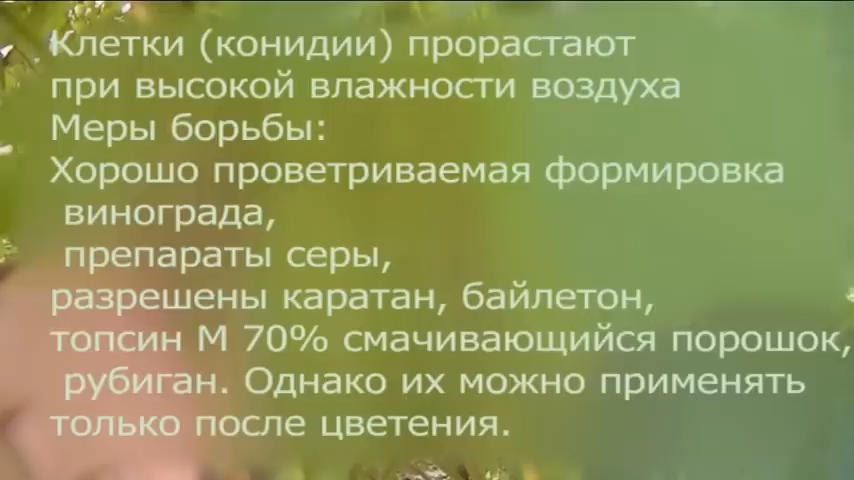 Клетки (конидии) прорастают
при высокой влажности воздуха
Меры борьбы:
Хорошо проветриваемая формировка
винограда,
препараты серы,
разрешены каратан, байлетон,
топсин М 70% смачивающийся порошок,
рубиган. Однако их можно применять
только после цветения.